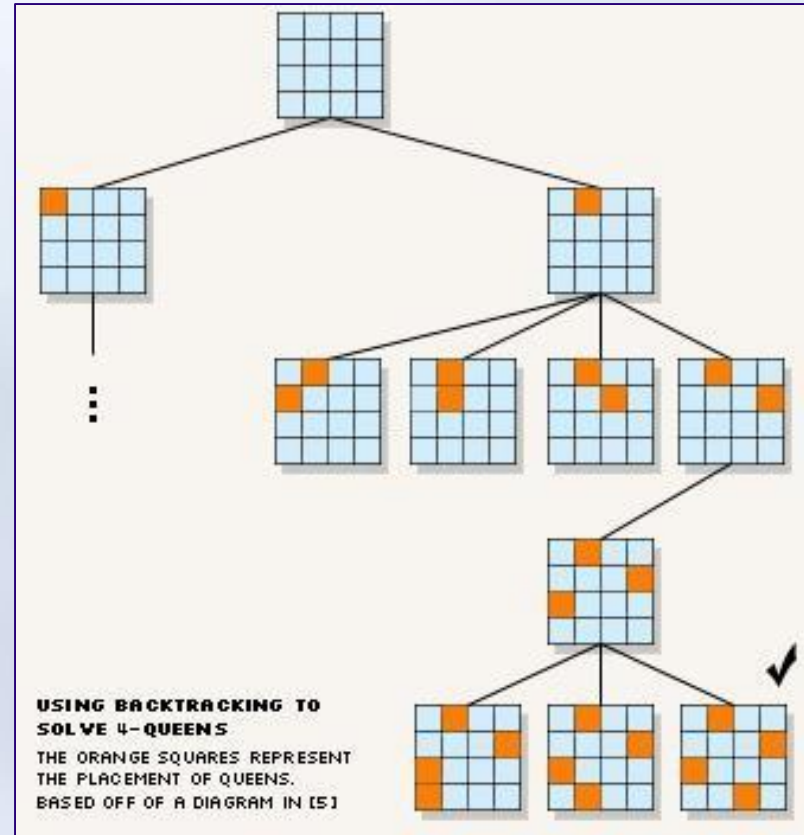 USING BACKTRACKING TO
SOLVE 4-QUEENS
THE ORANGE SQUARES REPRESENT
THE PLACEMENT OF QUEENS.
BASED OFF OF A DIAGRAM IN [5]